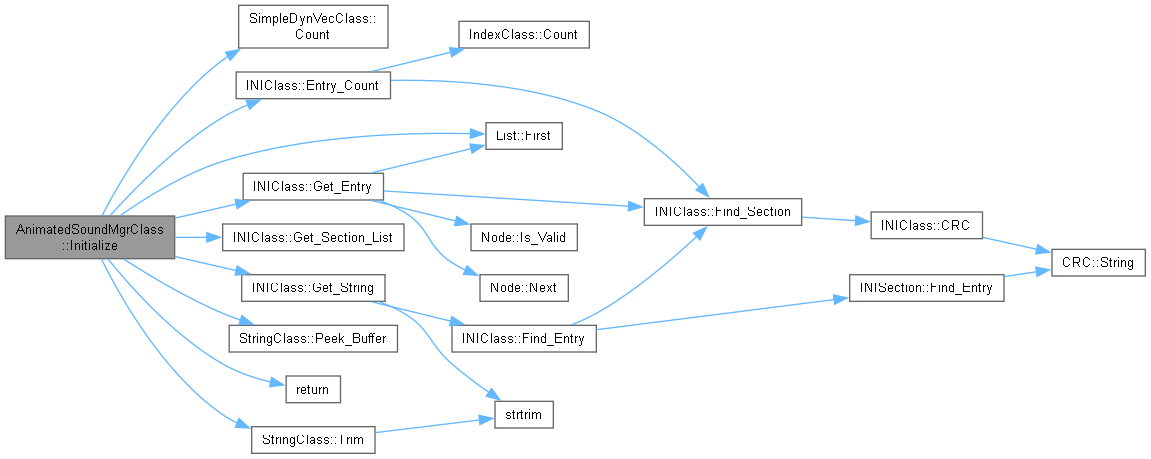 SimpleDynVecClass::
Count
IndexClass::Count
INIClass::Entry_Count
List::First
INIClass::Get_Entry
INIClass::Find_Section
AnimatedSoundMgrClass
::Initialize
INIClass::Get_Section_List
Node::Is_Valid
INIClass::CRC
CRC::String
INIClass::Get_String
Node::Next
INISection::Find_Entry
StringClass::Peek_Buffer
INIClass::Find_Entry
return
strtrim
StringClass::Trim